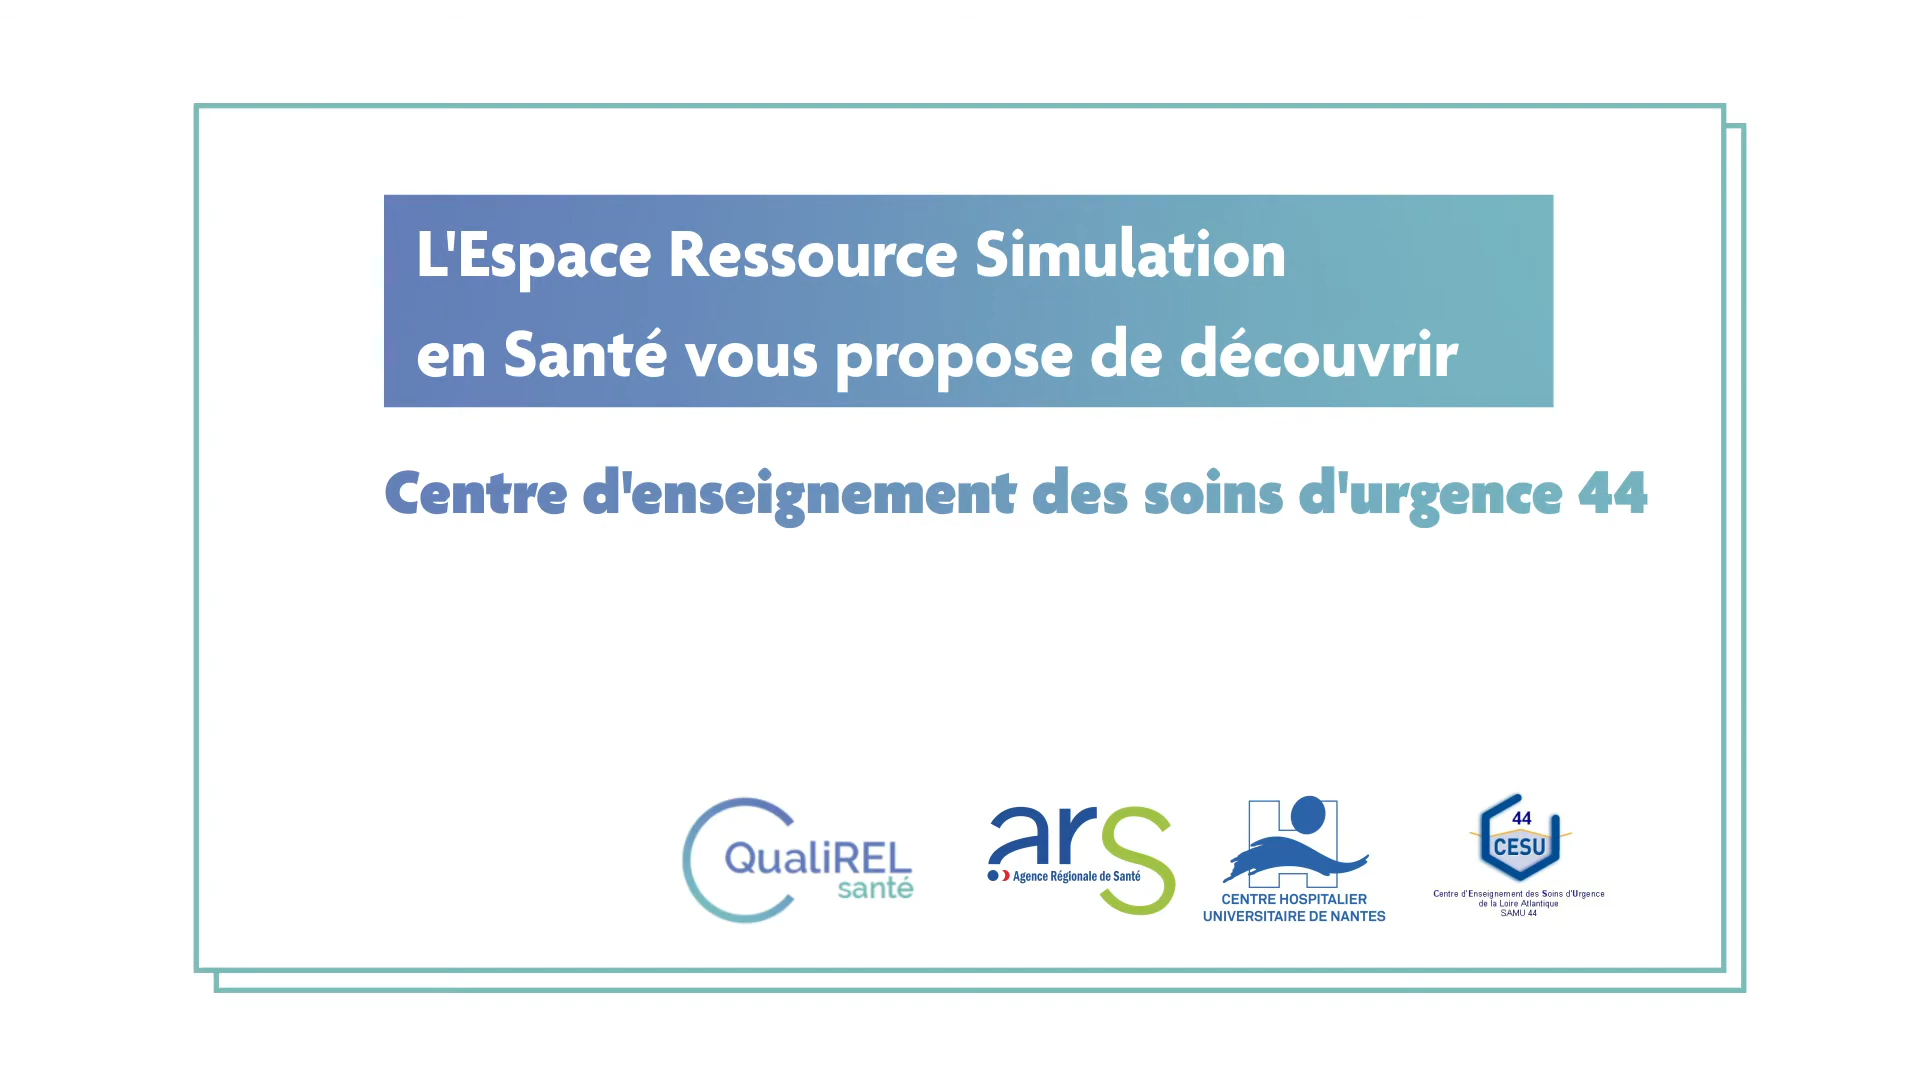 L'Espace Ressource Simulation
en Santé vous propose de découvrir
Centre d'enseignement des soins d'urgence 44
QualiREL
santé
ars
Agence Régionale de Santé
CENTRE HOSPITALIER
UNIVERSITAIRE DE NANTES
44
CESU
Centre d'Enseignement des Soins d'Urgence
de la Loire Atlantique
SAMU 44